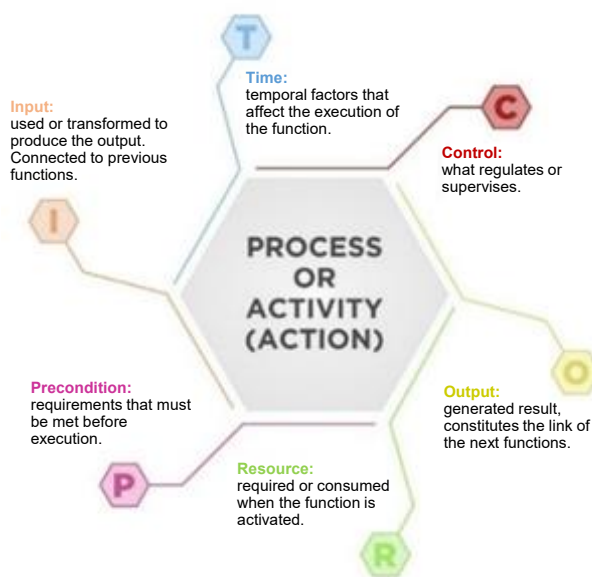 T
Time:
temporal factors that
affect the execution of
the function.
Input:
used or transformed to
produce the output.
Connected to previous
functions.
C
Control:
what regulates or
supervises.
I
PROCESS
OR
ACTIVITY
(ACTION)
O
Precondition:
requirements that must
be met before
execution.
Output:
generated result,
constitutes the link of
the next functions.
P
Resource:
required or consumed
when the function is
activated.
R